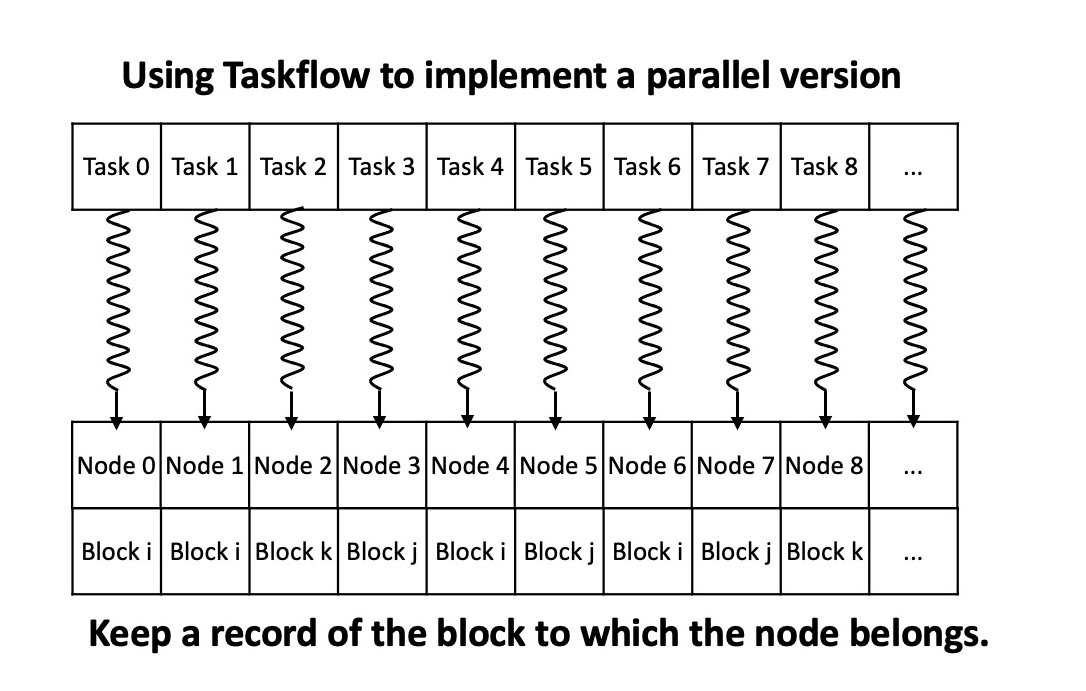 Using Taskflow to implement a parallel version
Task 0 Task 1 Task 2 Task 3 Task 4 Task 5 Task 6 Task 7 Task 8 ...
Node 0 Node 1 Node 2 Node 3 Node 4 Node 5 Node 6 Node 7 Node 8 ...
Block i Block i Block k Block j Block i Block j Block i Block j Block k ...
Keep a record of the block to which the node belongs.